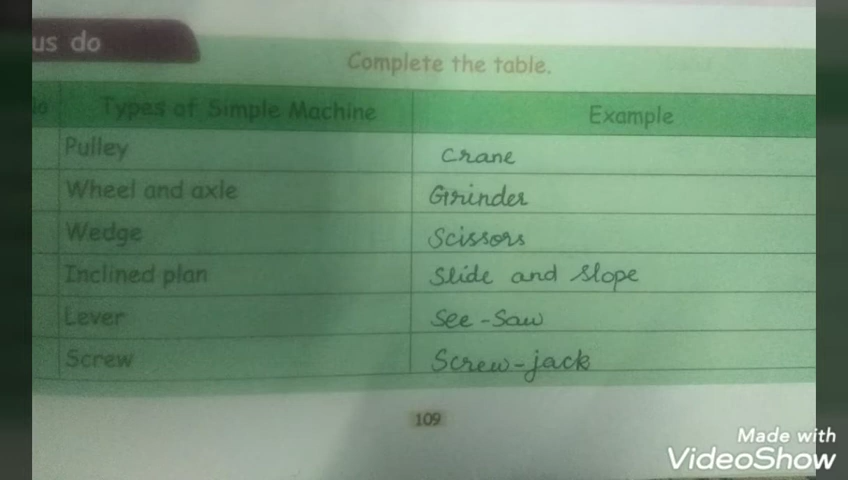 us do
Complete the table.
Types of Simple Machine Example
Pulley Crane
Wheel and axle Grinder
Wedge Scissors
Inclined plan Slide and Slope
Lever See-Saw
Screw Screw-jack
109
Made with
VideoShow